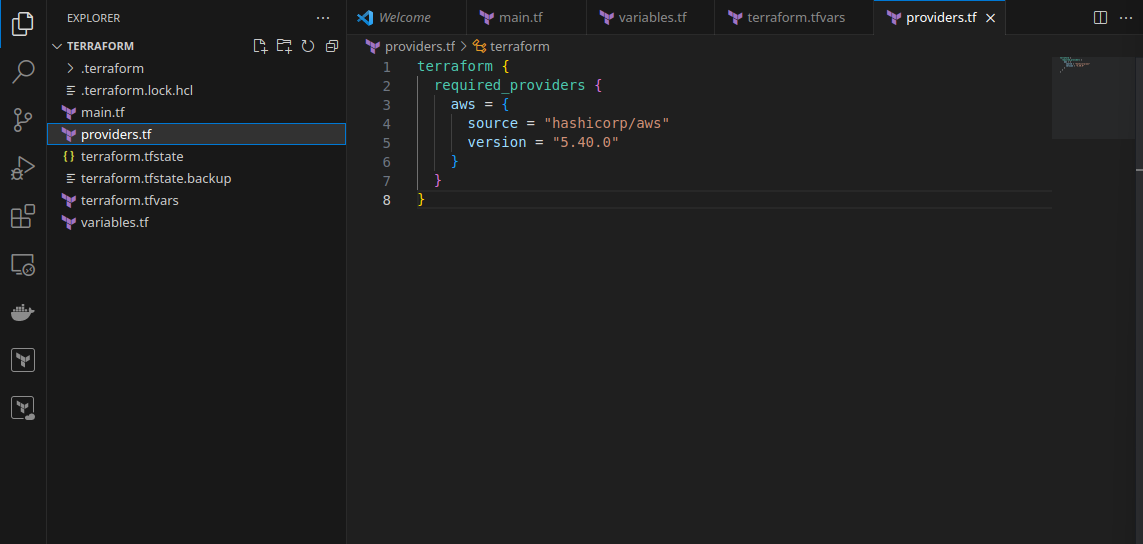 EXPLORER
TERRAFORM
.terraform
.terraform.lock.hcl
main.tf
providers.tf
terraform.tfstate
terraform.tfstate.backup
terraform.tfvars
variables.tf
Welcome main.tf variables.tf terraform.tfvars providers.tf
providers.tf > terraform
1 terraform {
2   required_providers {
3     aws = {
4       source = "hashicorp/aws"
5       version = "5.40.0"
6     }
7   }
8 }